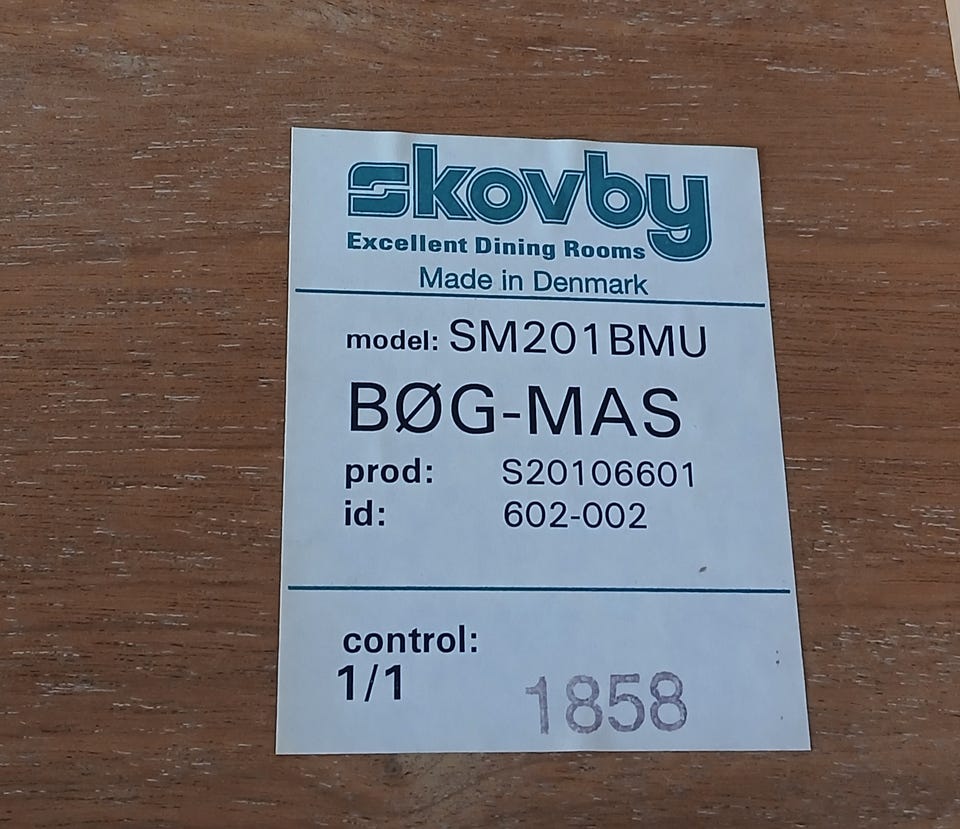 skovby
Excellent Dining Rooms
Made in Denmark
model: SM201BMU
BØG-MAS
prod: S20106601
id: 602-002
control:
1/1
1858